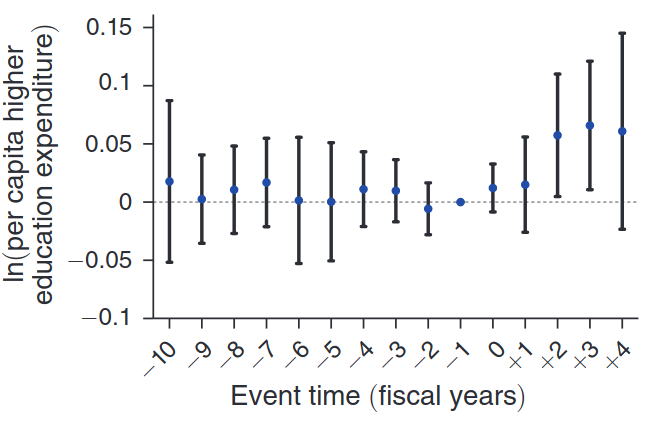 ln(per capita higher
education expenditure)
0.15
0.1
0.05
0
−0.05
−0.1
−10 −9 −8 −7 −6 −5 −4 −3 −2 −1 0 +1 +2 +3 +4
Event time (fiscal years)